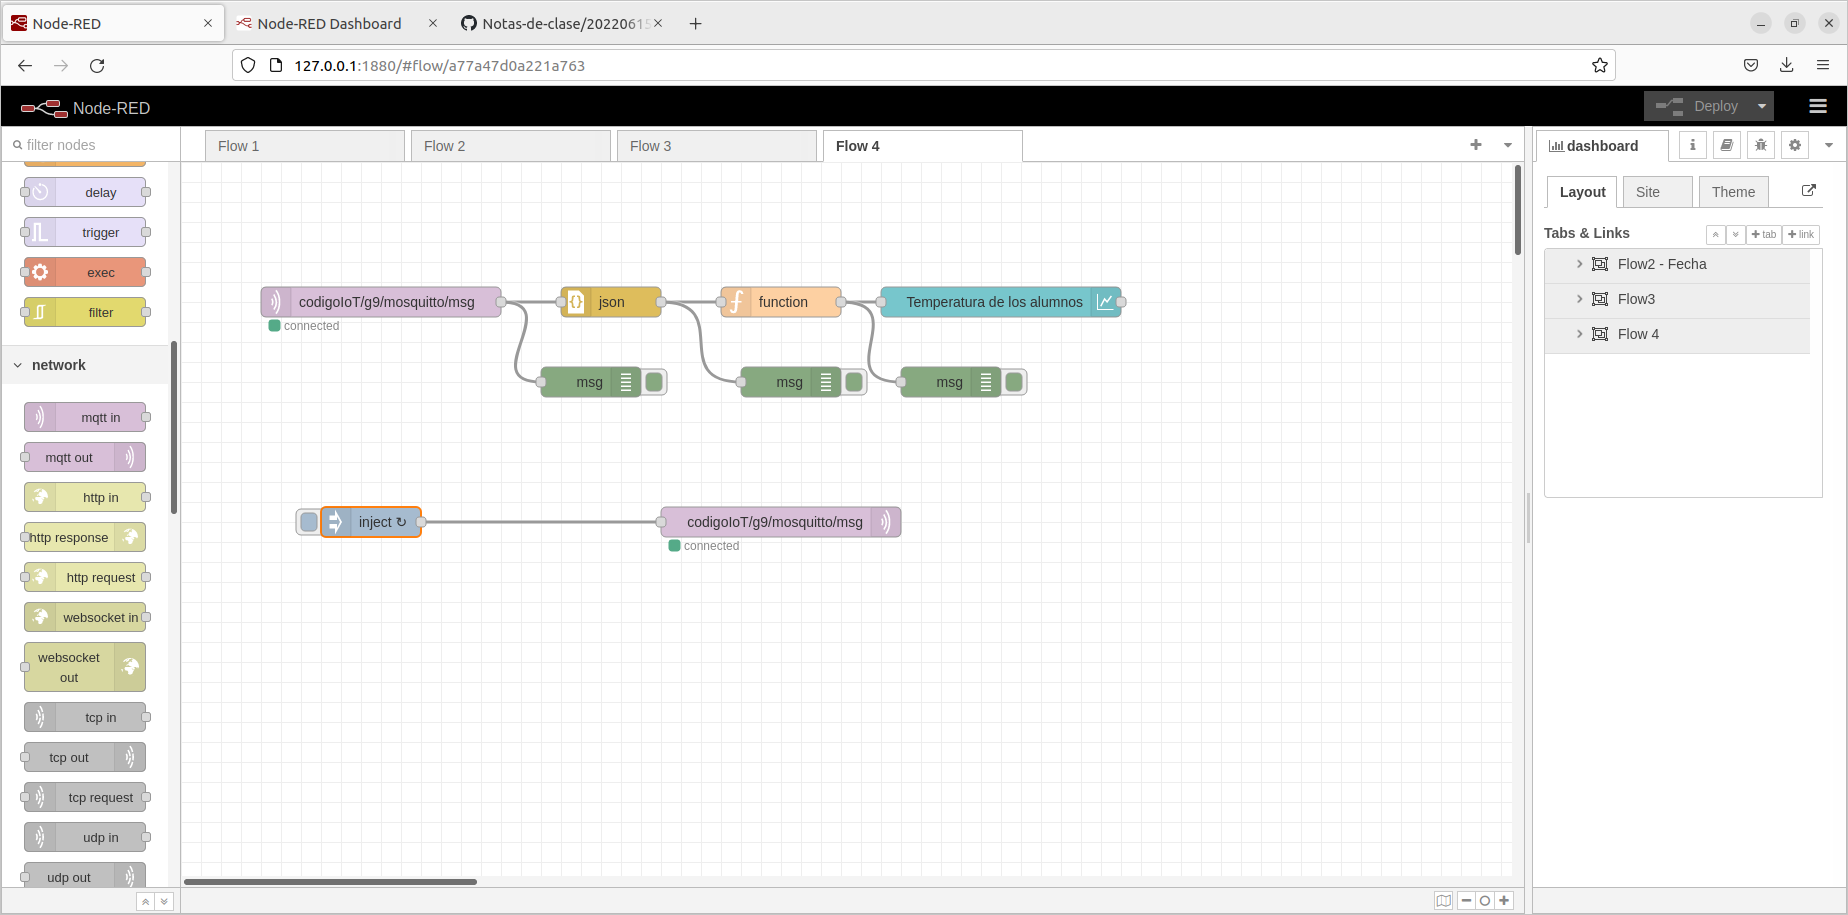 Node-RED
Node-RED Dashboard
Notas-de-clase/2022061
127.0.0.1:1880/#flow/a77a47d0a221a763
Node-RED
Deploy
filter nodes
Flow 1
Flow 2
Flow 3
Flow 4
dashboard
delay
trigger
exec
filter
network
mqtt in
mqtt out
http in
http response
http request
websocket in
websocket
out
tcp in
tcp out
tcp request
udp in
udp out
codigoIoT/g9/mosquitto/msg
connected
json
function
Temperatura de los alumnos
msg
msg
msg
inject ↻
codigoIoT/g9/mosquitto/msg
connected
Layout
Site
Theme
Tabs & Links
+ tab
+ link
Flow2 - Fecha
Flow3
Flow 4